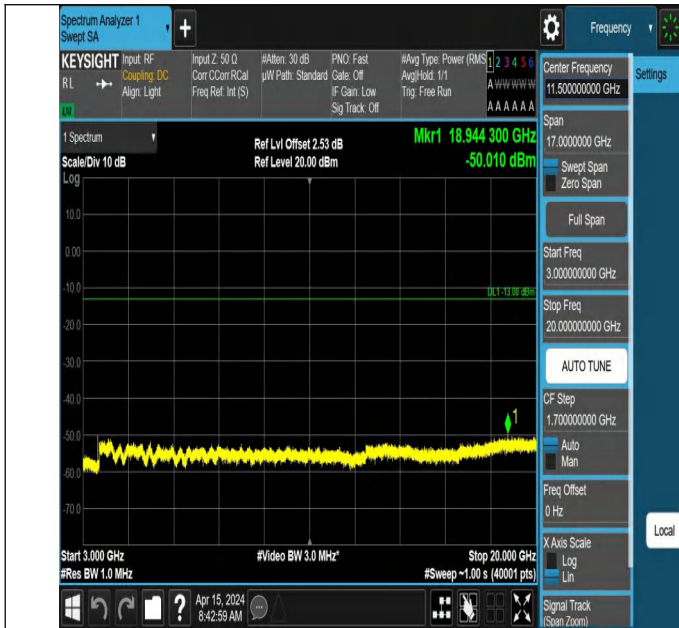 Spectrum Analyzer 1
Swept SA
+
Frequency
KEYSIGHT
RL
Input: RF
Coupling: DC
Align: Light
Input Z: 50 Ω
Corr CCorr RCal
Freq Ref: Int (S)
#Atten: 30 dB
µW Path: Standard
PNO: Fast
Gate: Off
IF Gain: Low
Sig Track: Off
#Avg Type: Power (RMS
Avg|Hold: 1/1
Trig: Free Run
1 2 3 4 5 6
A W W W W W
A A A A A A
1 Spectrum
Scale/Div 10 dB
Log
Ref Lvl Offset 2.53 dB
Ref Level 20.00 dBm
Mkr1 18.944 300 GHz
-50.010 dBm
10.0
0.00
-10.0
DL1 -13.00 dBm
-20.0
-30.0
-40.0
-50.0
-60.0
-70.0
1
Start 3.000 GHz
#Res BW 1.0 MHz
#Video BW 3.0 MHz*
Stop 20.000 GHz
#Sweep ~1.00 s (40001 pts)
?
Apr 15, 2024
8:42:59 AM
Center Frequency
11.500000000 GHz
Settings
Span
17.0000000 GHz
Swept Span
Zero Span
Full Span
Start Freq
3.000000000 GHz
Stop Freq
20.000000000 GHz
AUTO TUNE
CF Step
1.700000000 GHz
Auto
Man
Freq Offset
0 Hz
Local
X Axis Scale
Log
Lin
Signal Track
(Span Zoom)